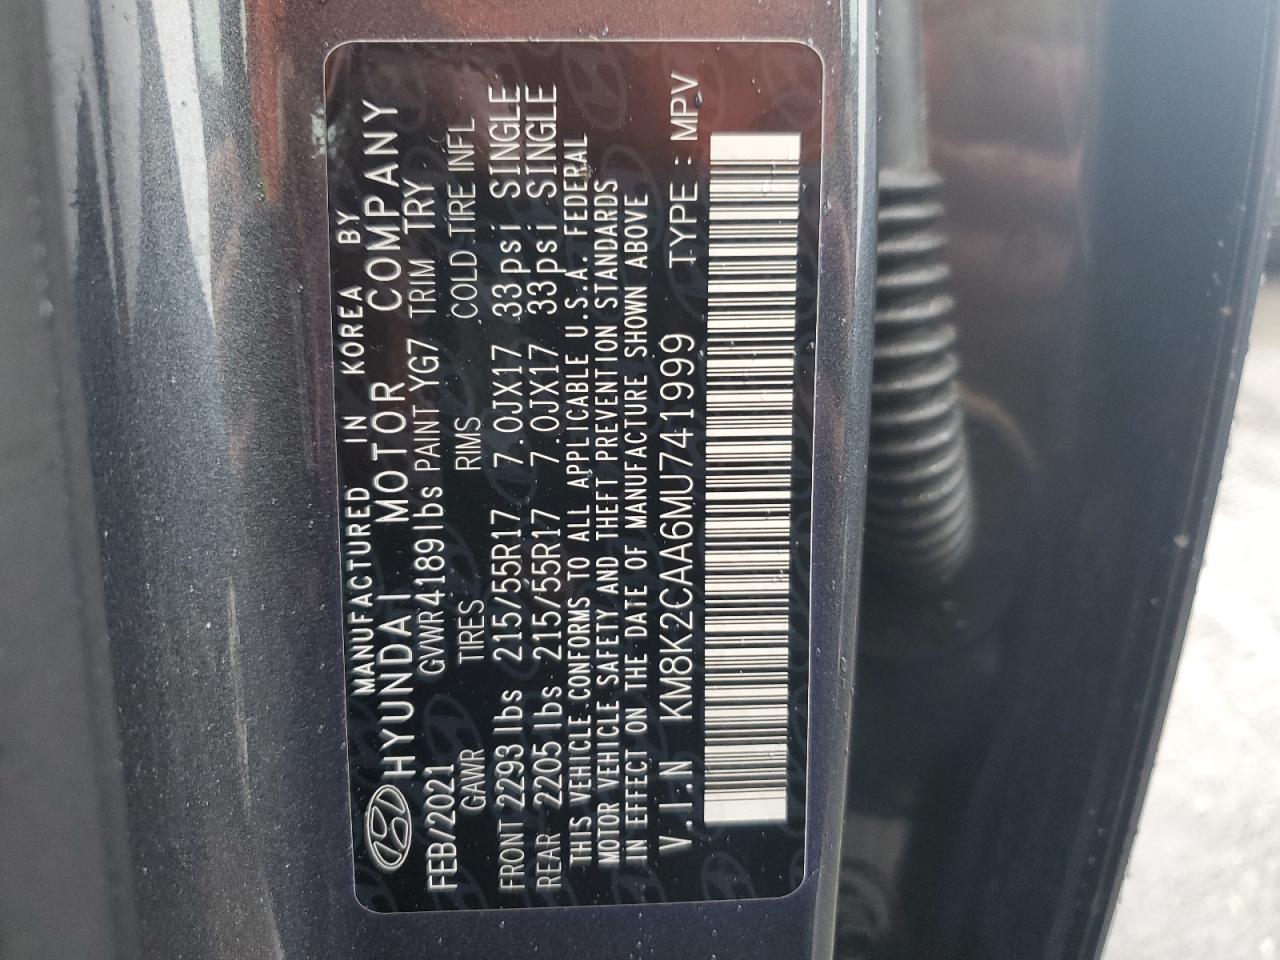 MANUFACTURED IN KOREA BY
HYUNDAI MOTOR COMPANY
FEB/2021 GVWR4189lbs PAINT YG7 TRIM TRY
GAWR TIRES RIMS COLD TIRE INFL
FRONT 2293lbs 215/55R17 7.0JX17 33psi SINGLE
REAR 2205lbs 215/55R17 7.0JX17 33psi SINGLE
THIS VEHICLE CONFORMS TO ALL APPLICABLE U.S.A. FEDERAL
MOTOR VEHICLE SAFETY AND THEFT PREVENTION STANDARDS
IN EFFECT ON THE DATE OF MANUFACTURE SHOWN ABOVE
V.I.N KM8K2CAA6MU741999 TYPE : MPV